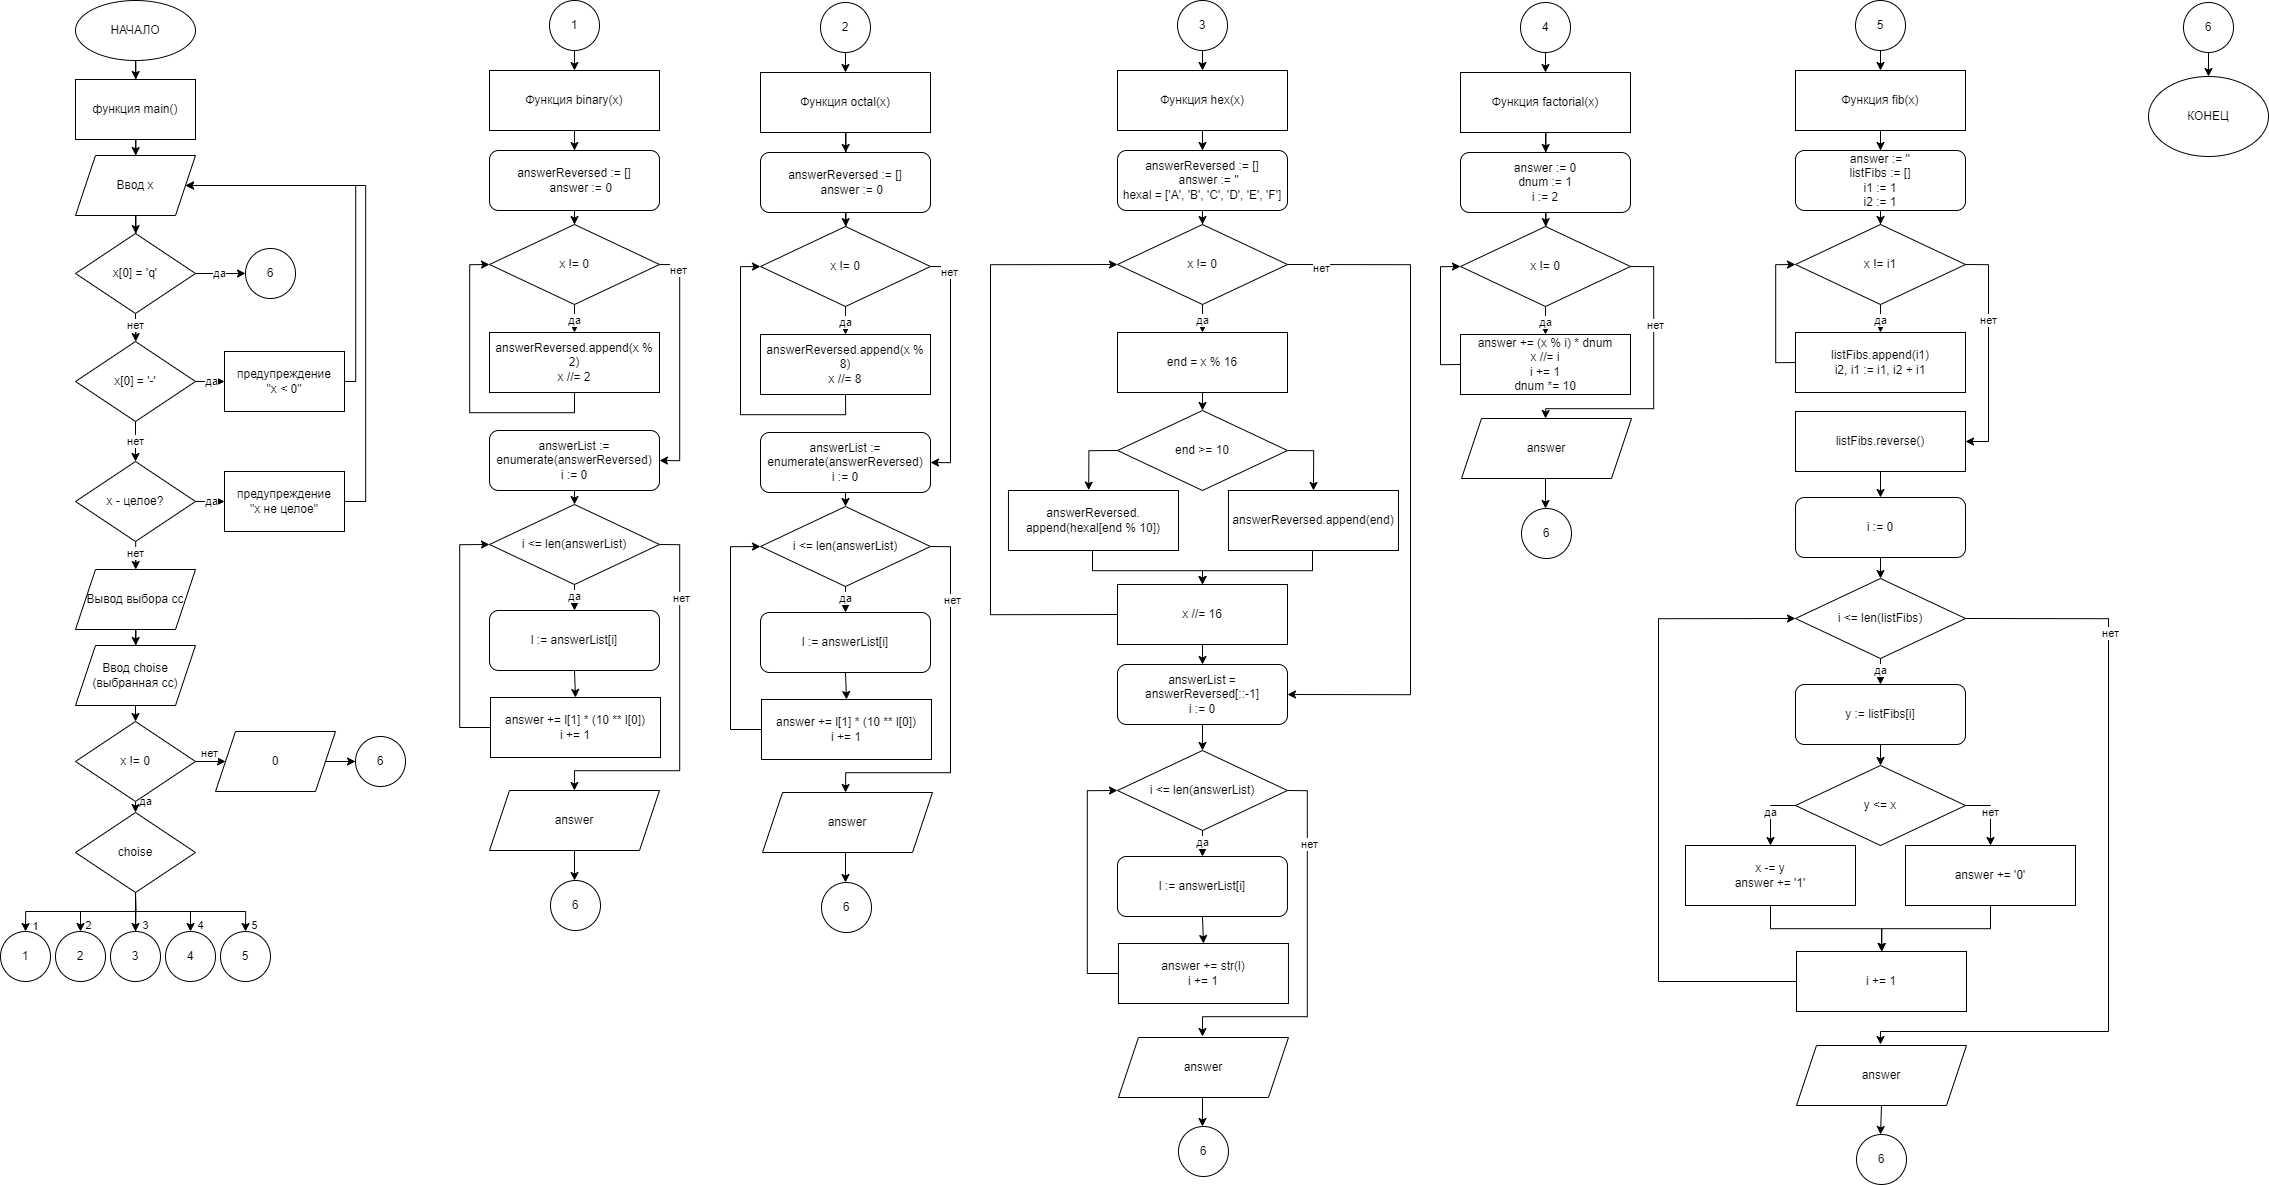 НАЧАЛО
функция main()
Ввод x
x[0] = 'q'
да
6
нет
x[0] = '-'
да
предупреждение
"x < 0"
нет
x - целое?
да
предупреждение
"x не целое"
нет
Вывод выбора сс
Ввод choise
(выбранная сс)
x != 0
нет
0
6
да
choise
1
2
3
4
5
1
2
3
4
5
1
Функция binary(x)
answerReversed := []
answer := 0
x != 0
нет
да
answerReversed.append(x %
2)
x //= 2
answerList :=
enumerate(answerReversed)
i := 0
i <= len(answerList)
да
нет
l := answerList[i]
answer += l[1] * (10 ** l[0])
i += 1
answer
6
2
Функция octal(x)
answerReversed := []
answer := 0
x != 0
нет
да
answerReversed.append(x %
8)
x //= 8
answerList :=
enumerate(answerReversed)
i := 0
i <= len(answerList)
да
нет
l := answerList[i]
answer += l[1] * (10 ** l[0])
i += 1
answer
6
3
Функция hex(x)
answerReversed := []
answer := ''
hexal = ['A', 'B', 'C', 'D', 'E', 'F']
x != 0
нет
да
end = x % 16
end >= 10
answerReversed.
append(hexal[end % 10])
answerReversed.append(end)
x //= 16
answerList =
answerReversed[::-1]
i := 0
i <= len(answerList)
да
нет
l := answerList[i]
answer += str(l)
i += 1
answer
6
4
Функция factorial(x)
answer := 0
dnum := 1
i := 2
x != 0
да
нет
answer += (x % i) * dnum
x //= i
i += 1
dnum *= 10
answer
6
5
Функция fib(x)
answer := ''
listFibs := []
i1 := 1
i2 := 1
x != i1
да
нет
listFibs.append(i1)
i2, i1 := i1, i2 + i1
listFibs.reverse()
i := 0
i <= len(listFibs)
нет
да
y := listFibs[i]
y <= x
да
нет
x -= y
answer += '1'
answer += '0'
i += 1
answer
6
6
КОНЕЦ